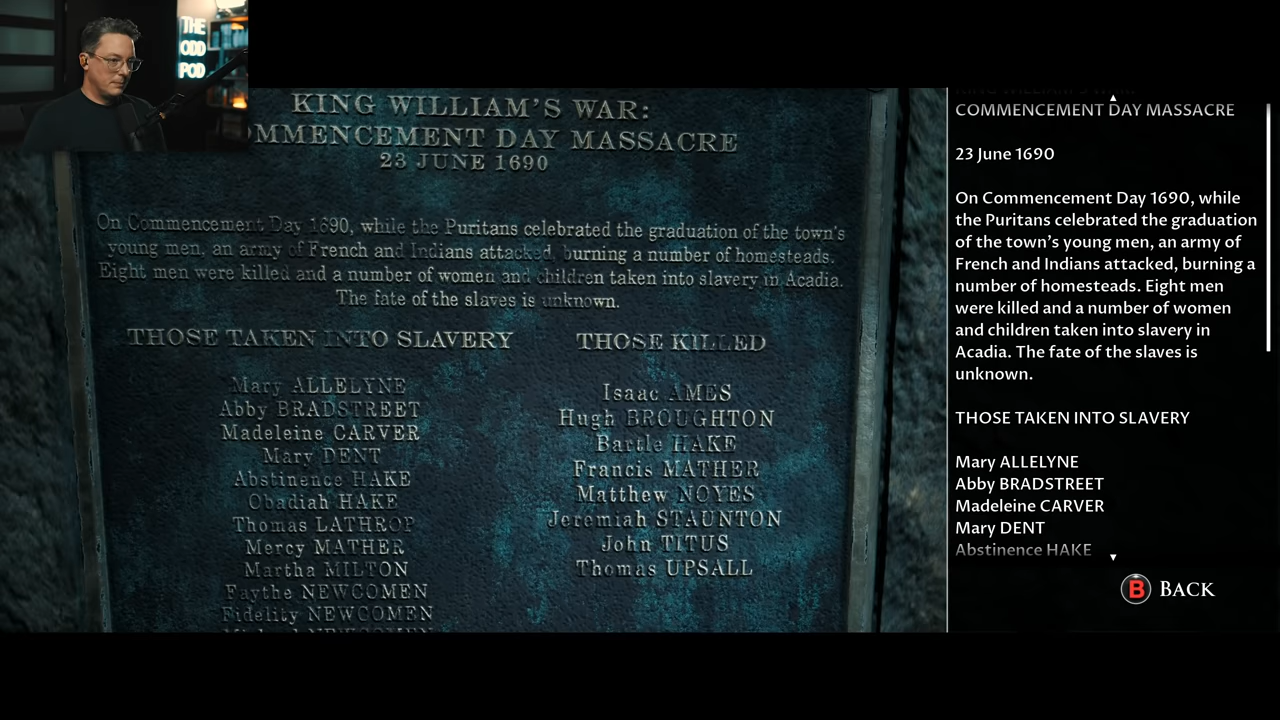 THE
ODD
POD
KING WILLIAM'S WAR:
OMMENCEMENT DAY MASSACRE
23 JUNE 1690
On Commencement Day 1690, while the Puritans celebrated the graduation of the town's
young men, an army of French and Indians attacked, burning a number of homesteads.
Eight men were killed and a number of women and children taken into slavery in Acadia.
The fate of the slaves is unknown.
THOSE TAKEN INTO SLAVERY
Mary ALLELYNE
Abby BRADSTREET
Madeleine CARVER
Mary DENT
Abstinence HAKE
Obadiah HAKE
Thomas LATHROP
Mercy MATHER
Martha MILTON
Faythe NEWCOMEN
Fidelity NEWCOMEN
THOSE KILLED
Isaac AMES
Hugh BROUGHTON
Bartle HAKE
Francis MATHER
Matthew NOYES
Jeremiah STAUNTON
John TITUS
Thomas UPSALL
COMMENCEMENT DAY MASSACRE
23 June 1690
On Commencement Day 1690, while
the Puritans celebrated the graduation
of the town's young men, an army of
French and Indians attacked, burning a
number of homesteads. Eight men
were killed and a number of women
and children taken into slavery in
Acadia. The fate of the slaves is
unknown.
THOSE TAKEN INTO SLAVERY
Mary ALLELYNE
Abby BRADSTREET
Madeleine CARVER
Mary DENT
Abstinence HAKE
B BACK